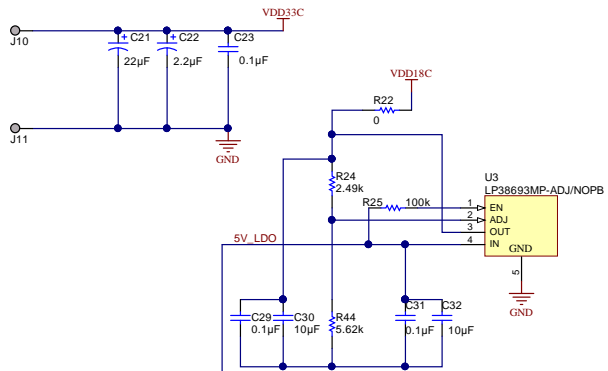 VDD33C
J10
+ C21
22µF
+ C22
2.2µF
C23
0.1µF
J11
GND
VDD18C
R22
0
R24
2.49k
R25
100k
U3
LP38693MP-ADJ/NOPB
1 EN
2 ADJ
3 OUT
4 IN
GND
5
GND
5V_LDO
C29
0.1µF
C30
10µF
R44
5.62k
C31
0.1µF
C32
10µF